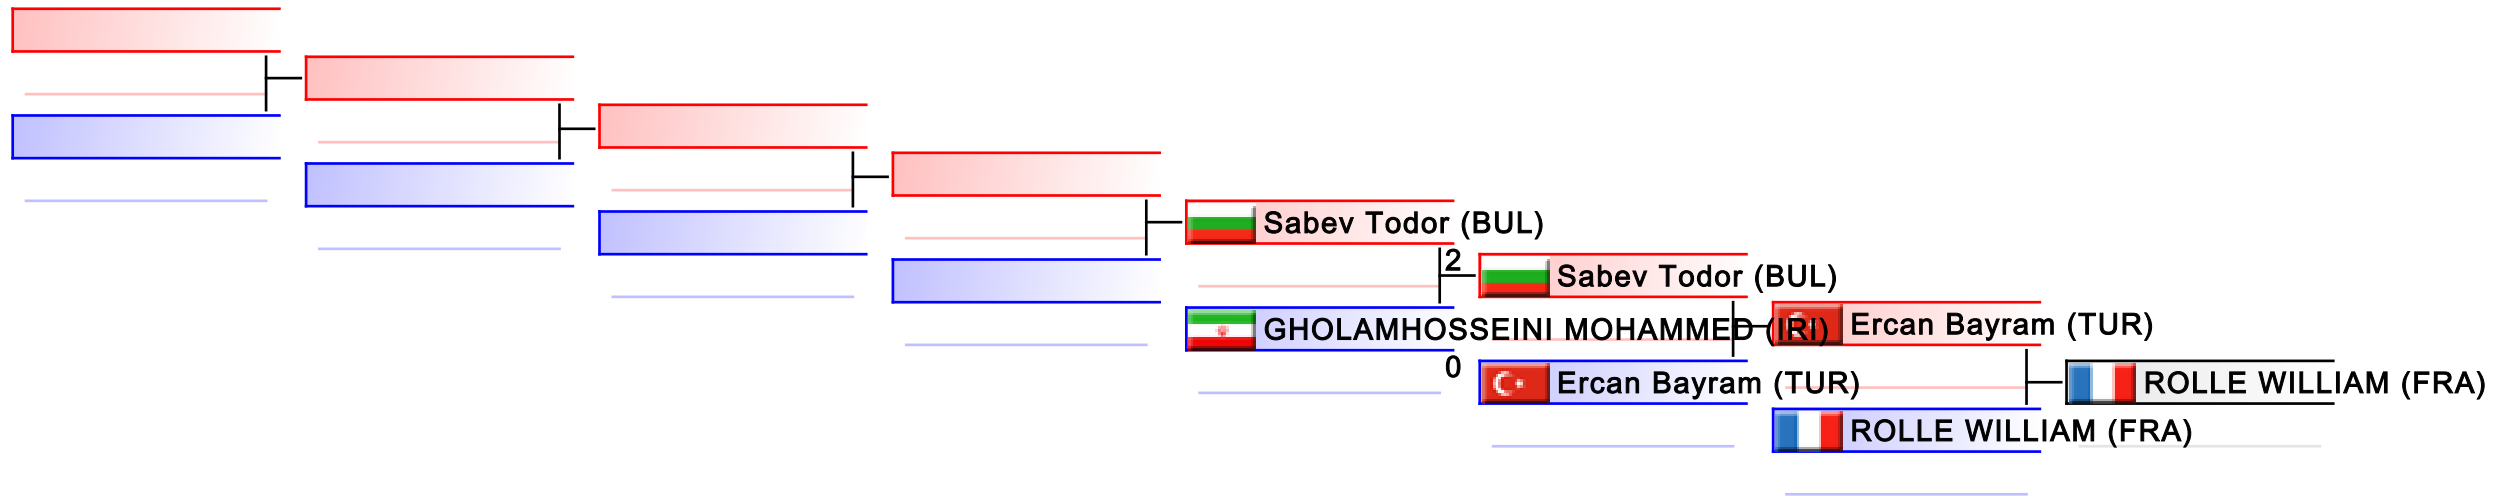 Sabev Todor (BUL)
2
GHOLAMHOSSEINI MOHAMMED (IRI)
0
Sabev Todor (BUL)
Ercan Bayram (TUR)
Ercan Bayram (TUR)
ROLLE WILLIAM (FRA)
ROLLE WILLIAM (FRA)